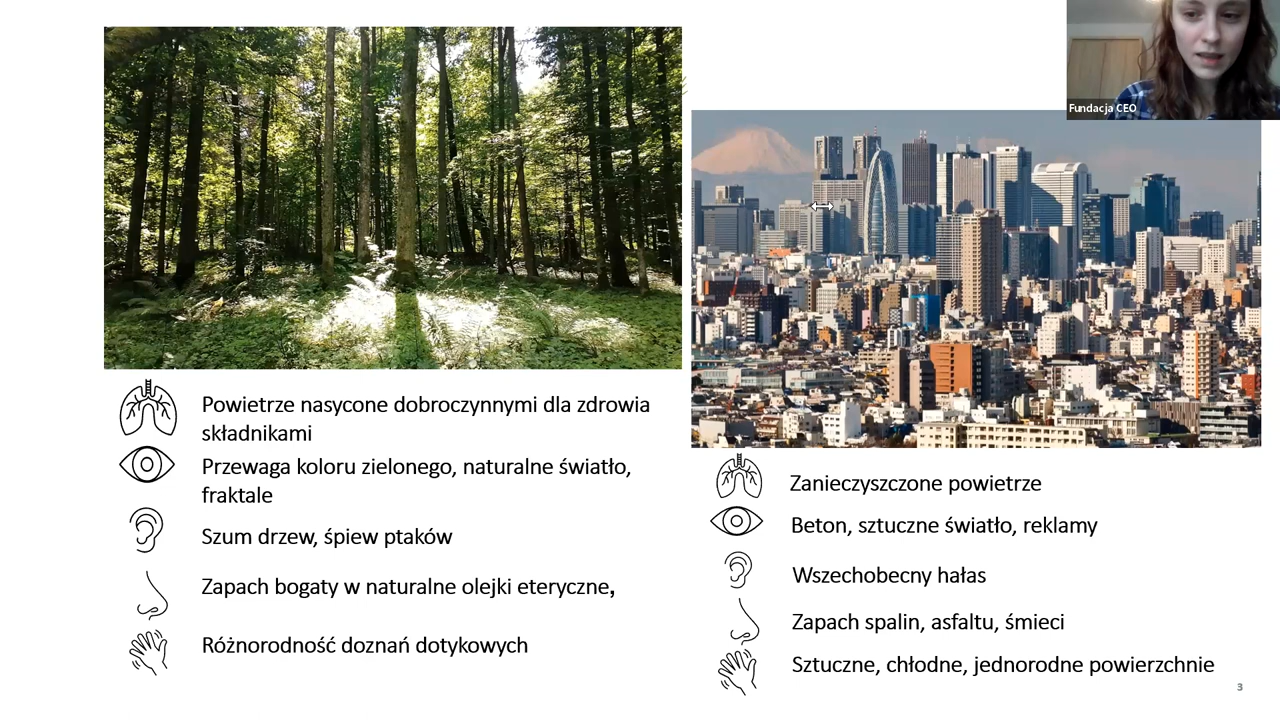 Fundacja CEO
Powietrze nasycone dobroczynnymi dla zdrowia
składnikami
Przewaga koloru zielonego, naturalne światło,
fraktale
Szum drzew, śpiew ptaków
Zapach bogaty w naturalne olejki eteryczne,
Różnorodność doznań dotykowych
Zanieczyszczone powietrze
Beton, sztuczne światło, reklamy
Wszechobecny hałas
Zapach spalin, asfaltu, śmieci
Sztuczne, chłodne, jednorodne powierzchnie
3